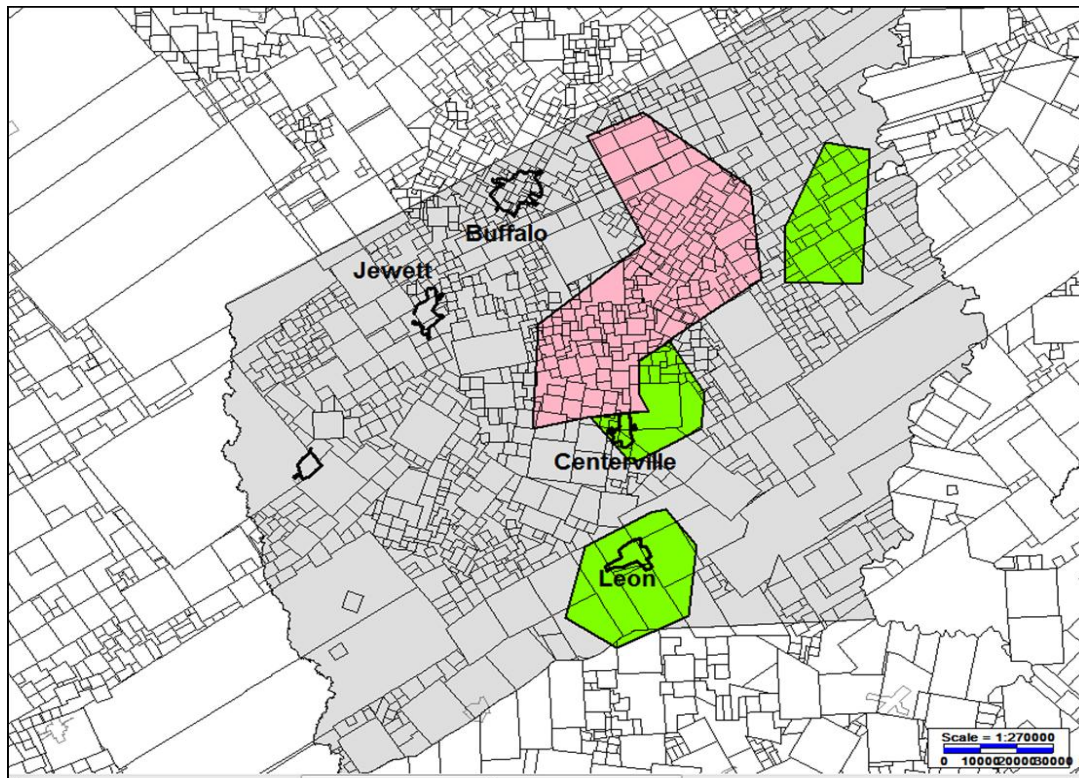 Buffalo
Jewett
Centerville
Leon
Scale = 1:270000
0 10000 20000 30000